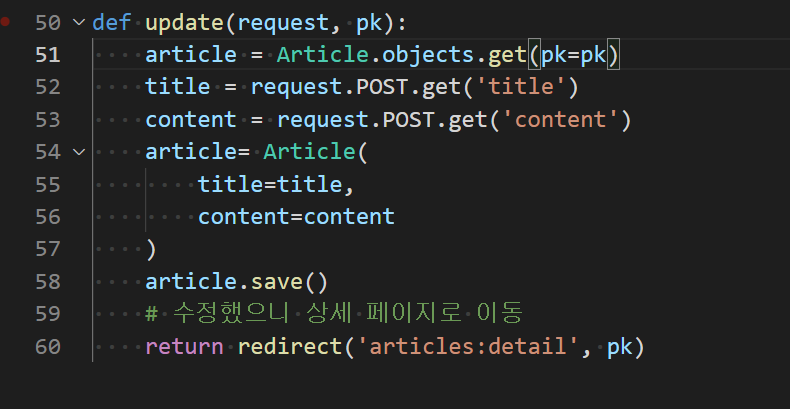 50 def update(request, pk):
51     article = Article.objects.get(pk=pk)
52     title = request.POST.get('title')
53     content = request.POST.get('content')
54     article= Article(
55         title=title,
56         content=content
57     )
58     article.save()
59     # 수정했으니 상세 페이지로 이동
60     return redirect('articles:detail', pk)